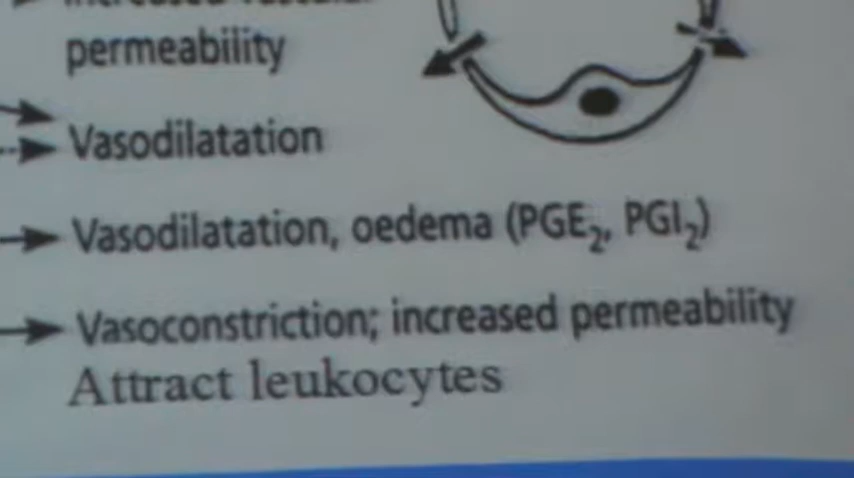 permeability
Vasodilatation
Vasodilatation, oedema (PGE₂, PGI₂)
Vasoconstriction; increased permeability
Attract leukocytes